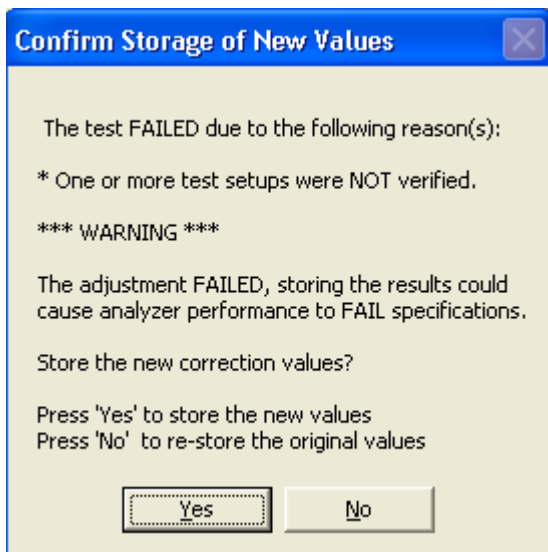 Confirm Storage of New Values
The test FAILED due to the following reason(s):
* One or more test setups were NOT verified.
*** WARNING ***
The adjustment FAILED, storing the results could
cause analyzer performance to FAIL specifications.
Store the new correction values?
Press 'Yes' to store the new values
Press 'No' to re-store the original values
Yes No